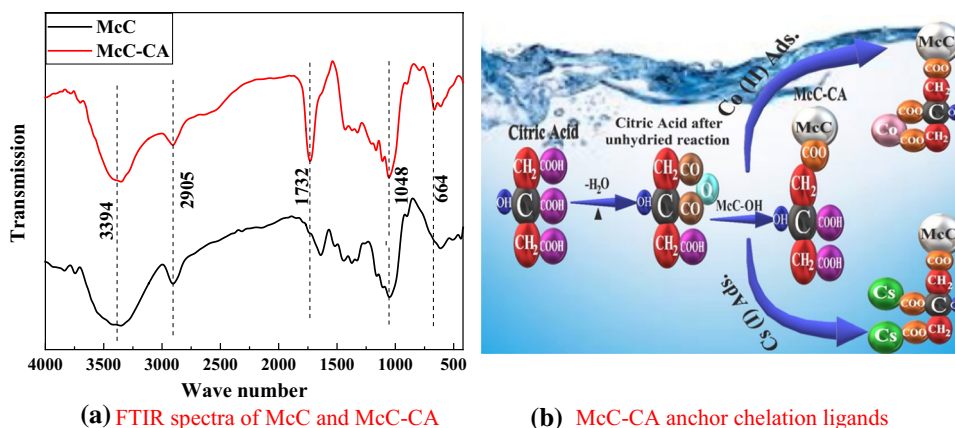 (a)
McC
McC-CA
Transmission
3394
2905
1732
1048
664
4000 3500 3000 2500 2000 1500 1000 500
Wave number
(a) FTIR spectra of McC and McC-CA
(b)
Citric Acid
CH2 COOH
OH C COOH
CH2 COOH
-H2O
Citric Acid after
unhydried reaction
CH2 CO
O
OH C CO
CH2 COOH
McC-OH
McC-CA
McC
COO
CH2
OH C COOH
CH2 COOH
Co (II) Ads.
McC
COO
CH2
COO C
Co
COO CH2
Cs (I) Ads.
McC
COO
CH2
Cs COO C
Cs COO CH2
(b) McC-CA anchor chelation ligands